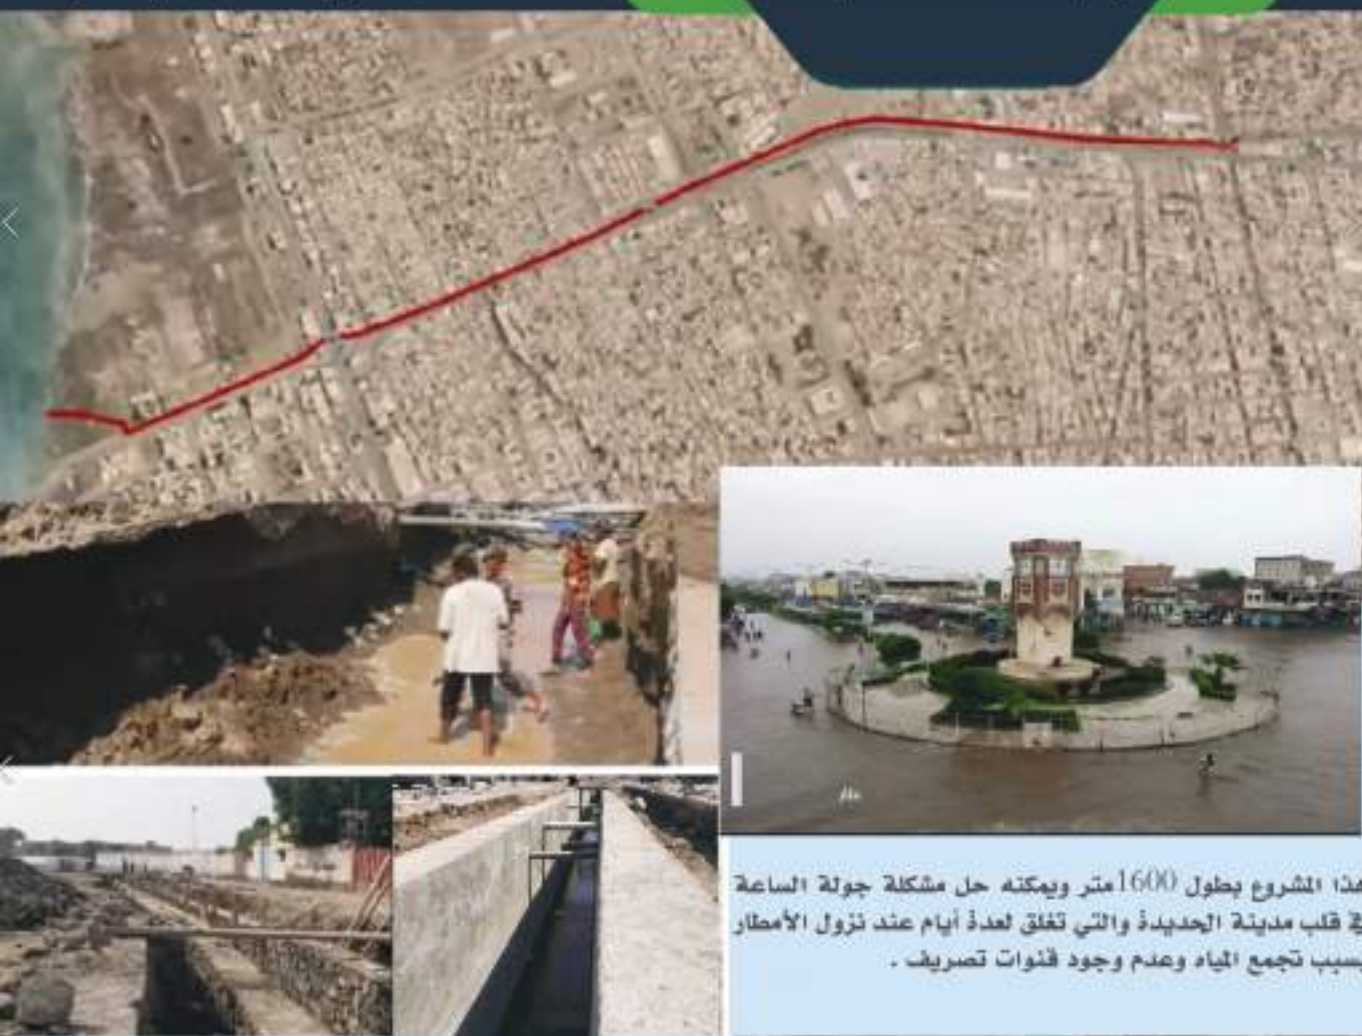 هذا المشروع بطول 1600متر ويمكنه حل مشكلة جولة الساعة
في قلب مدينة الحديدة والتي تغلق لعدة أيام عند نزول الأمطار
بسبب تجمع المياه وعدم وجود قنوات تصريف .